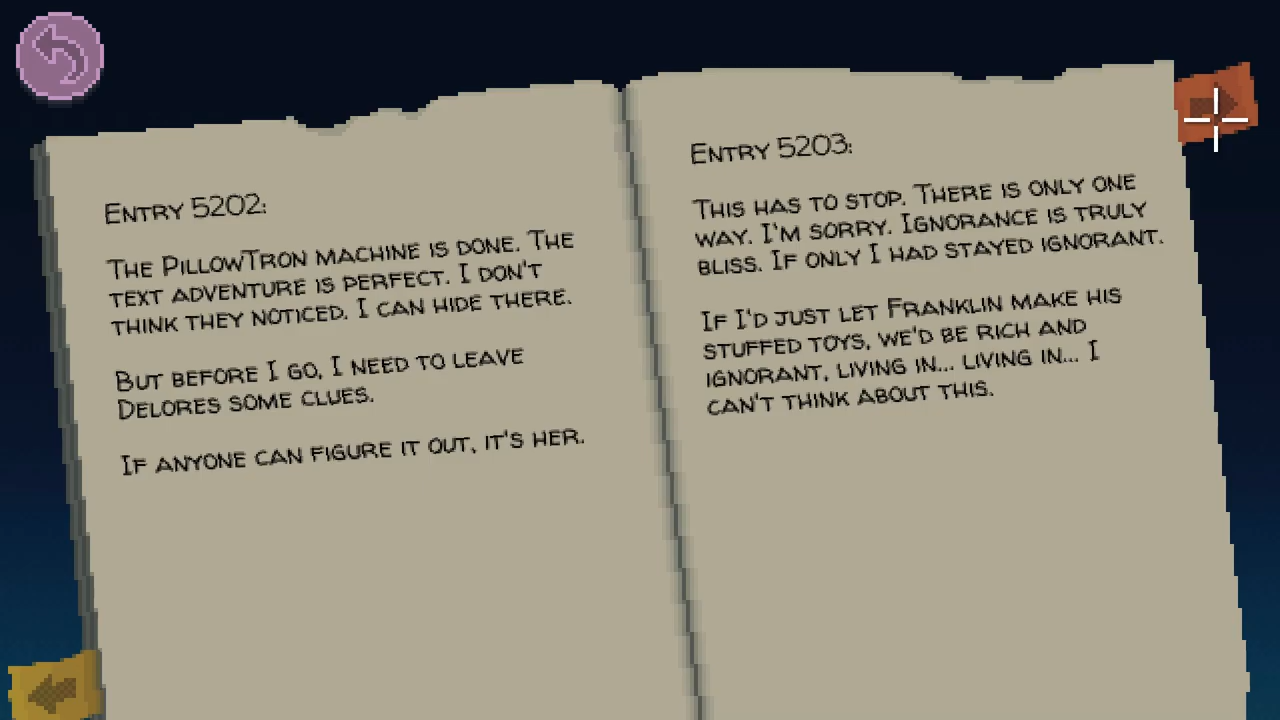 Entry 5202:
The PillowTron machine is done. The
text adventure is perfect. I don't
think they noticed. I can hide there.
But before I go, I need to leave
Delores some clues.
If anyone can figure it out, it's her.
Entry 5203:
This has to stop. There is only one
way. I'm sorry. Ignorance is truly
bliss. If only I had stayed ignorant.
If I'd just let Franklin make his
stuffed toys, we'd be rich and
ignorant, living in... living in... I
can't think about this.